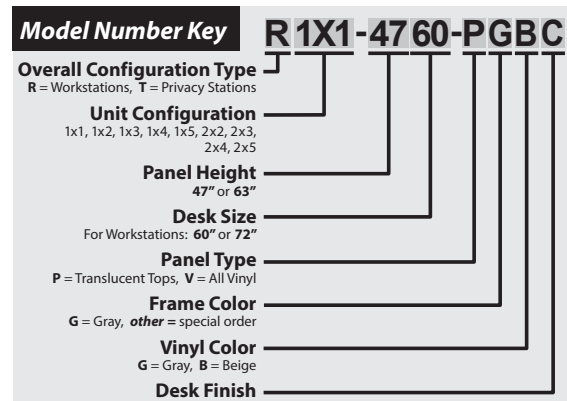 Model Number Key R 1X1-4760-PGBC
Overall Configuration Type
R = Workstations, T = Privacy Stations
Unit Configuration
1x1, 1x2, 1x3, 1x4, 1x5, 2x2, 2x3,
2x4, 2x5
Panel Height
47” or 63”
Desk Size
For Workstations: 60” or 72”
Panel Type
P = Translucent Tops, V = All Vinyl
Frame Color
G = Gray, other = special order
Vinyl Color
G = Gray, B = Beige
Desk Finish